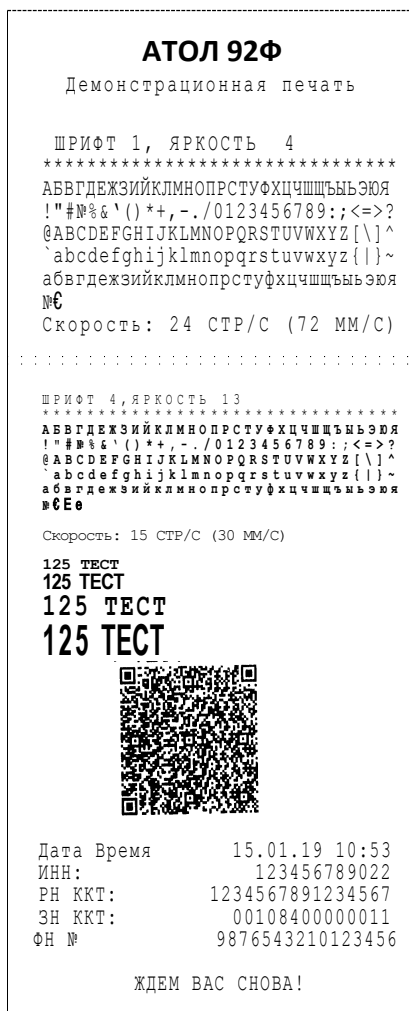 АТОЛ 92Ф
Демонстрационная печать
ШРИФТ 1, ЯРКОСТЬ 4
*******************************
АБВГДЕЖЗИЙКЛМНОПРСТУФХЦЧШЩЪЫЬЭЮЯ
!"#№%&'()*+,-./0123456789:;<=>?
@ABCDEFGHIJKLMNOPQRSTUVWXYZ[\]^
`abcdefghijklmnopqrstuvwxyz{|}~
абвгдежзийклмнопрстуфхцчшщъыьэюя
№€
Скорость: 24 СТР/С (72 ММ/С)
ШРИФТ 4,ЯРКОСТЬ 13
*******************************
АБВГДЕЖЗИЙКЛМНОПРСТУФХЦЧШЩЪЫЬЭЮЯ
!"#№%&'()*+,-./0123456789:;<=>?
@ABCDEFGHIJKLMNOPQRSTUVWXYZ[\]^
`abcdefghijklmnopqrstuvwxyz{|}~
абвгдежзийклмнопрстуфхцчшщъыьэюя
№€Ее
Скорость: 15 СТР/С (30 ММ/С)
125 ТЕСТ
125 ТЕСТ
125 ТЕСТ
125 ТЕСТ
Дата Время 15.01.19 10:53
ИНН: 123456789022
РН ККТ: 1234567891234567
ЗН ККТ: 00108400000011
ФН № 9876543210123456
ЖДЕМ ВАС СНОВА!